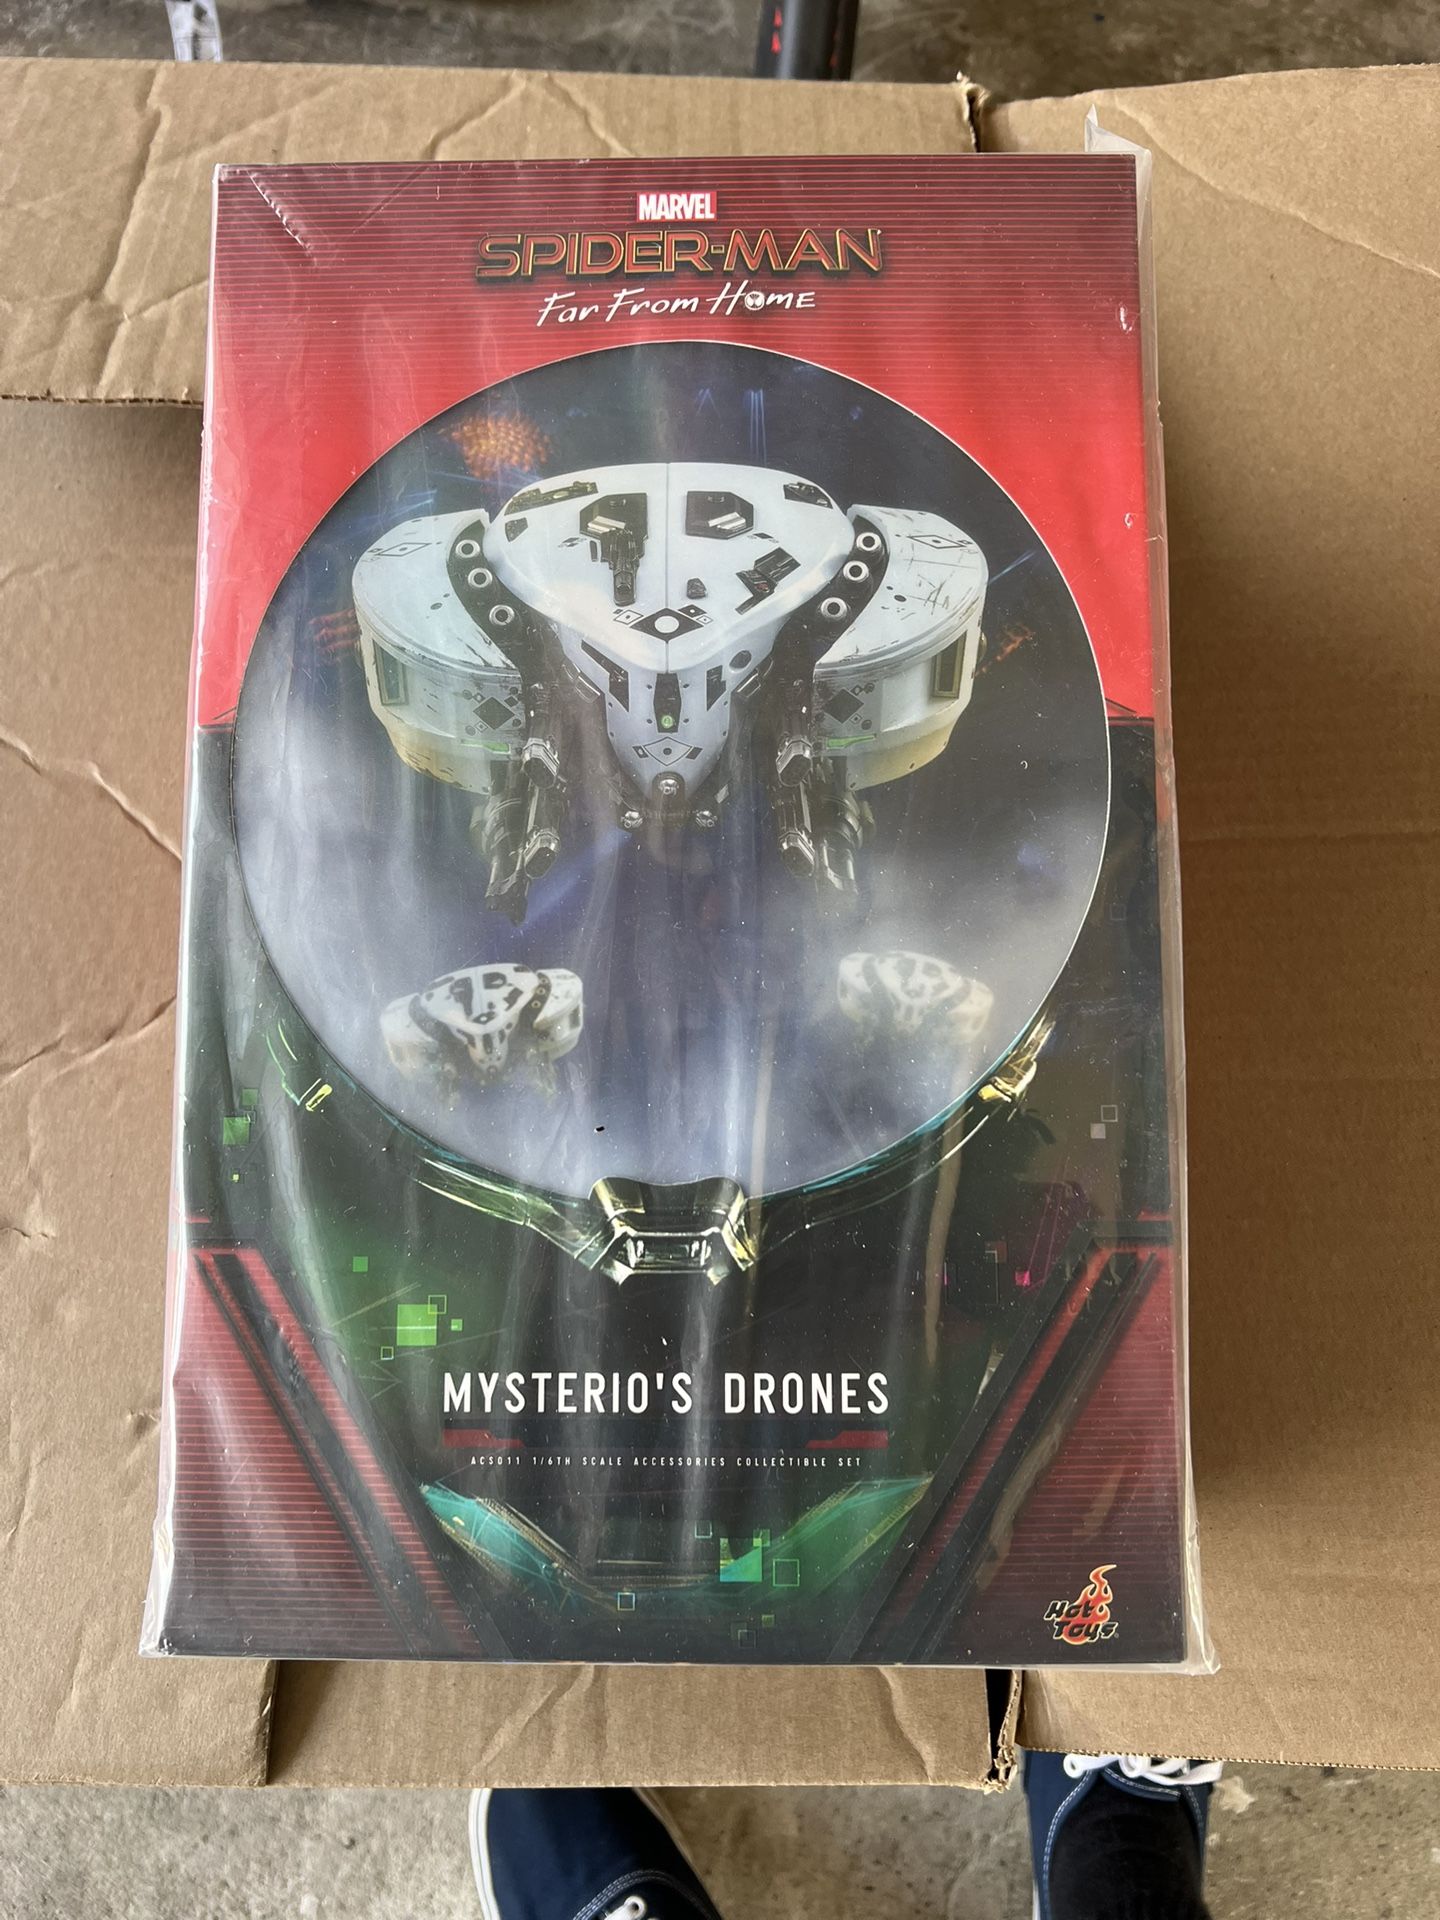 MARVEL
SPIDER-MAN
Far From Home
MYSTERIO'S DRONES
ACS011 1/6TH SCALE ACCESSORIES COLLECTIBLE SET
Hot
Toys